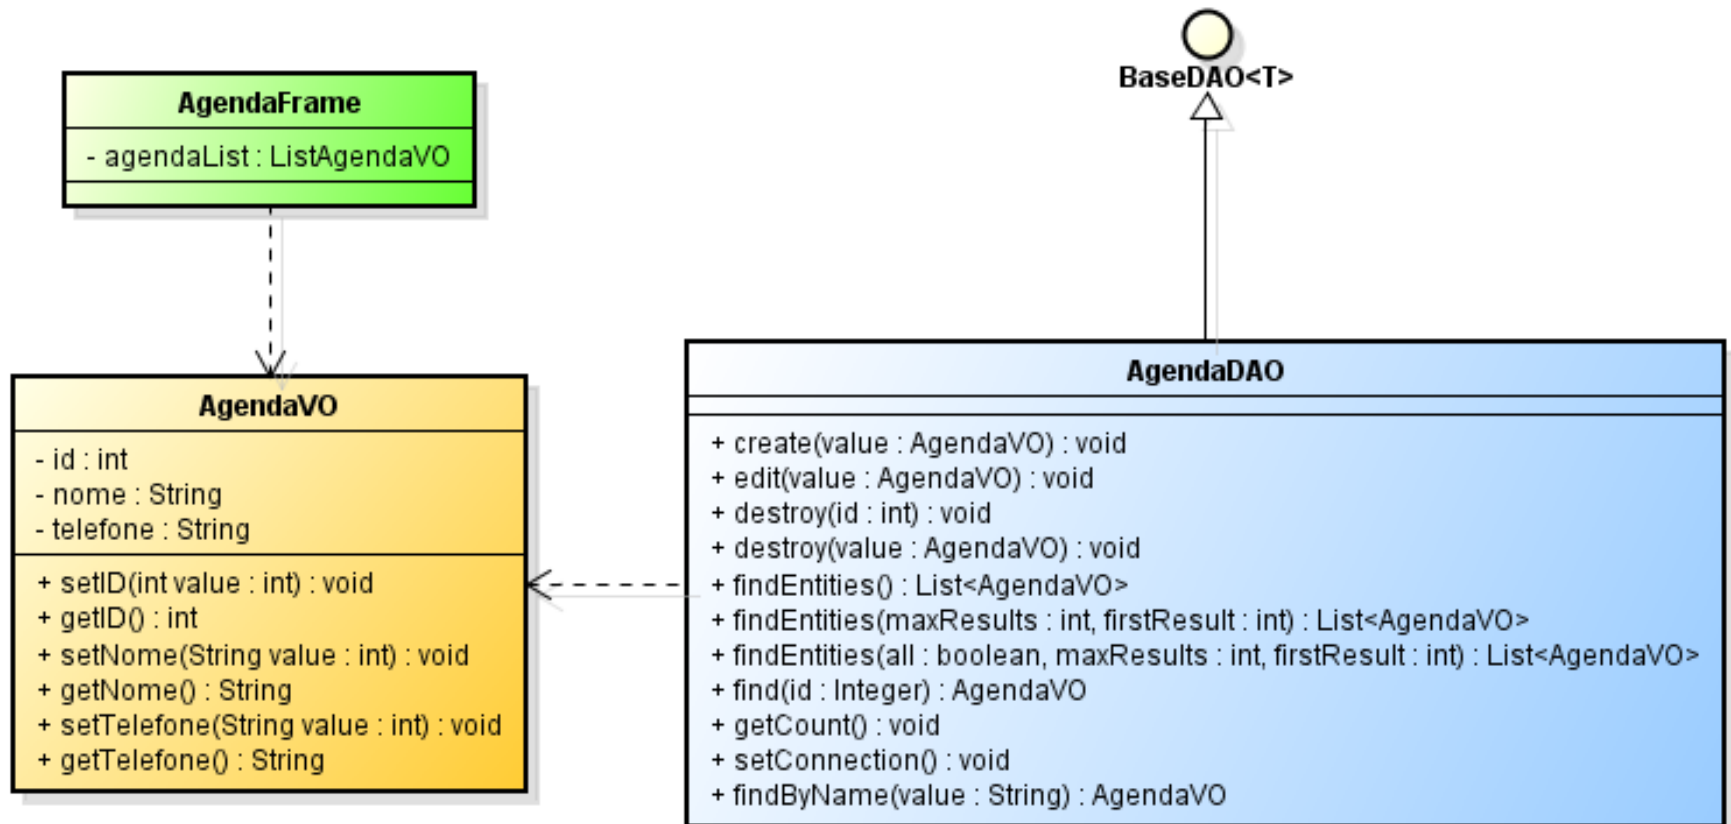 BaseDAO<T>
AgendaFrame
- agendaList : ListAgendaVO
AgendaVO
- id : int
- nome : String
- telefone : String
+ setID(int value : int) : void
+ getID() : int
+ setNome(String value : int) : void
+ getNome() : String
+ setTelefone(String value : int) : void
+ getTelefone() : String
AgendaDAO
+ create(value : AgendaVO) : void
+ edit(value : AgendaVO) : void
+ destroy(id : int) : void
+ destroy(value : AgendaVO) : void
+ findEntities() : List<AgendaVO>
+ findEntities(maxResults : int, firstResult : int) : List<AgendaVO>
+ findEntities(all : boolean, maxResults : int, firstResult : int) : List<AgendaVO>
+ find(id : Integer) : AgendaVO
+ getCount() : void
+ setConnection() : void
+ findByName(value : String) : AgendaVO